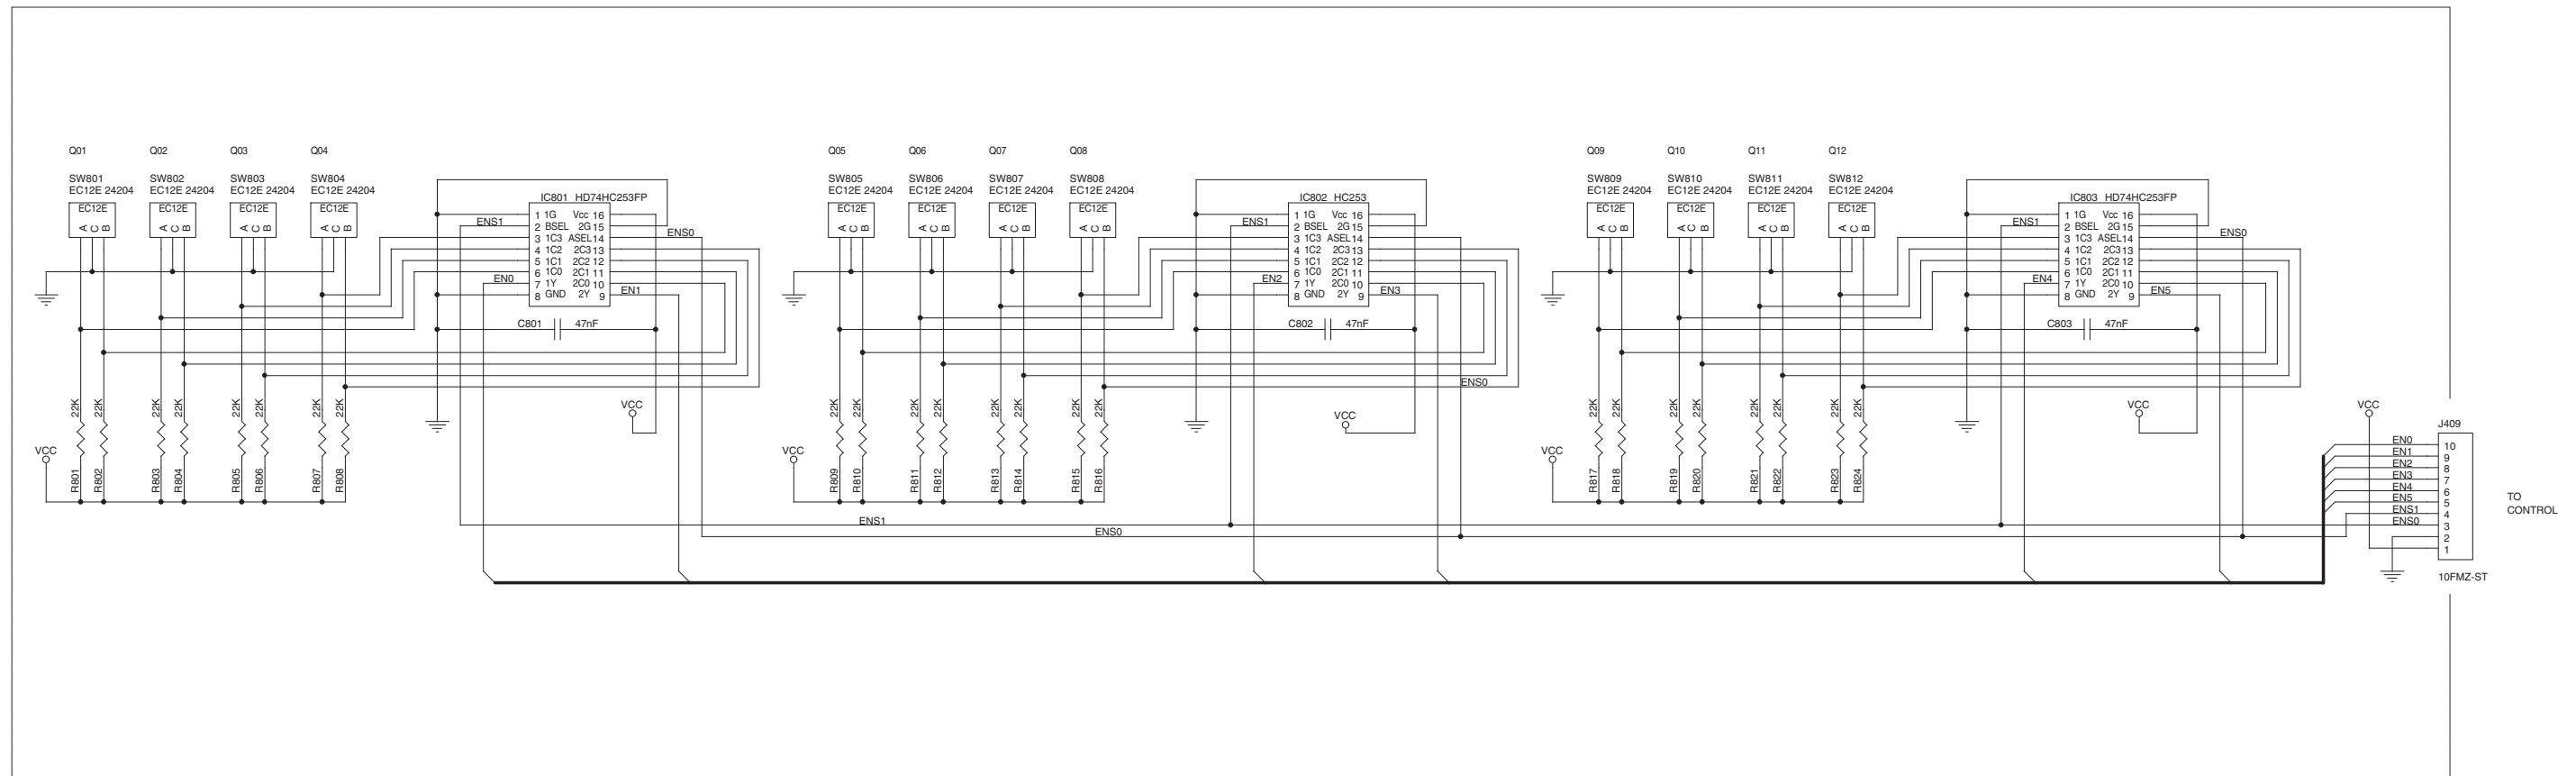 Q01 Q02 Q03 Q04 Q05 Q06 Q07 Q08 Q09 Q10 Q11 Q12
SW801 SW802 SW803 SW804 SW805 SW806 SW807 SW808 SW809 SW810 SW811 SW812
EC12E 24204 EC12E 24204 EC12E 24204 EC12E 24204 EC12E 24204 EC12E 24204 EC12E 24204 EC12E 24204 EC12E 24204 EC12E 24204 EC12E 24204 EC12E 24204
IC801 HD74HC253FP IC802 HC253 IC803 HD74HC253FP
EC12E EC12E EC12E EC12E EC12E EC12E EC12E EC12E EC12E EC12E EC12E EC12E
A C B A C B A C B A C B A C B A C B A C B A C B A C B A C B A C B A C B
1 1G Vcc 16 1 1G Vcc 16 1 1G Vcc 16
ENS1 2 BSEL 2G 15 ENS1 2 BSEL 2G 15 ENS1 2 BSEL 2G 15
3 1C3 ASEL 14 ENS0 3 1C3 ASEL 14 3 1C3 ASEL 14 ENS0
4 1C2 2C3 13 4 1C2 2C3 13 4 1C2 2C3 13
5 1C1 2C2 12 5 1C1 2C2 12 5 1C1 2C2 12
6 1C0 2C1 11 6 1C0 2C1 11 6 1C0 2C1 11
EN0 7 1Y 2C0 10 EN2 7 1Y 2C0 10 EN4 7 1Y 2C0 10
8 GND 2Y 9 EN1 8 GND 2Y 9 EN3 8 GND 2Y 9 EN5
C801 47nF C802 47nF C803 47nF
ENS0
22K 22K 22K 22K 22K 22K 22K 22K 22K 22K 22K 22K 22K 22K 22K 22K 22K 22K 22K 22K 22K 22K 22K 22K
VCC VCC VCC VCC
J409
VCC VCC VCC
R801 R802 R803 R804 R805 R806 R807 R808 R809 R810 R811 R812 R813 R814 R815 R816 R817 R818 R819 R820 R821 R822 R823 R824
EN0 10
EN1 9
EN2 8
EN3 7
EN4 6
EN5 5
ENS1 4
ENS0 3
2
1
TO
CONTROL
ENS1
ENS0
10FMZ-ST